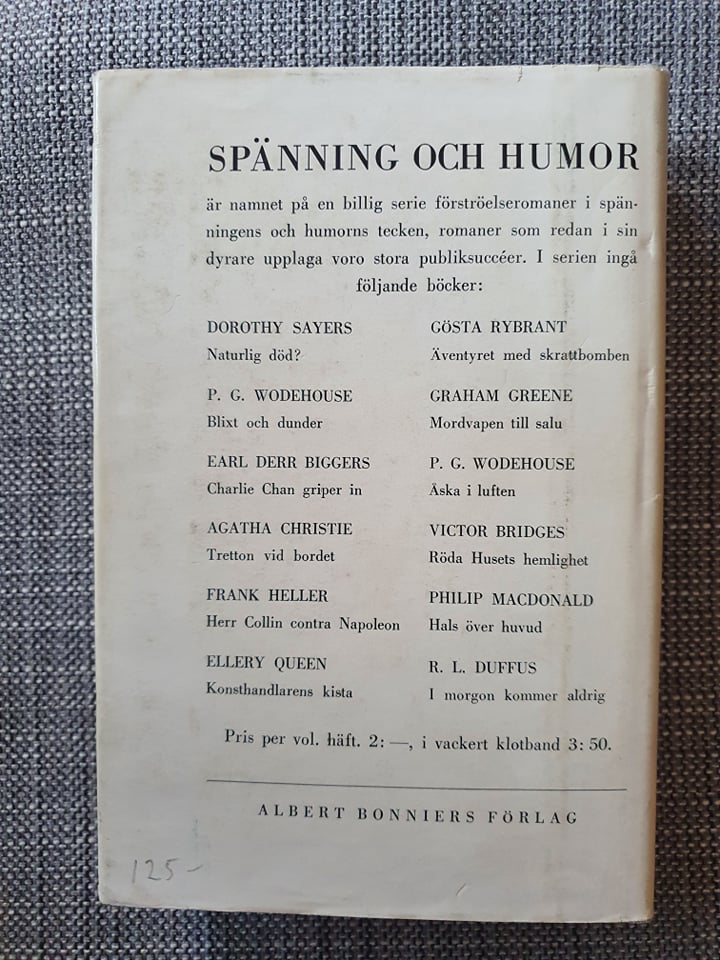 SPÄNNING OCH HUMOR
är namnet på en billig serie förströelseromaner i spän-
ningens och humorns tecken, romaner som redan i sin
dyrare upplaga voro stora publiksuccéer. I serien ingå
följande böcker:
DOROTHY SAYERS
Naturlig död?
P. G. WODEHOUSE
Blixt och dunder
EARL DERR BIGGERS
Charlie Chan griper in
AGATHA CHRISTIE
Tretton vid bordet
FRANK HELLER
Herr Collin contra Napoleon
ELLERY QUEEN
Konsthandlarens kista
GÖSTA RYBRANT
Äventyret med skrattbomben
GRAHAM GREENE
Mordvapen till salu
P. G. WODEHOUSE
Åska i luften
VICTOR BRIDGES
Röda Husets hemlighet
PHILIP MACDONALD
Hals över huvud
R. L. DUFFUS
I morgon kommer aldrig
Pris per vol. häft. 2: —, i vackert klotband 3: 50.
ALBERT BONNIERS FÖRLAG
125-